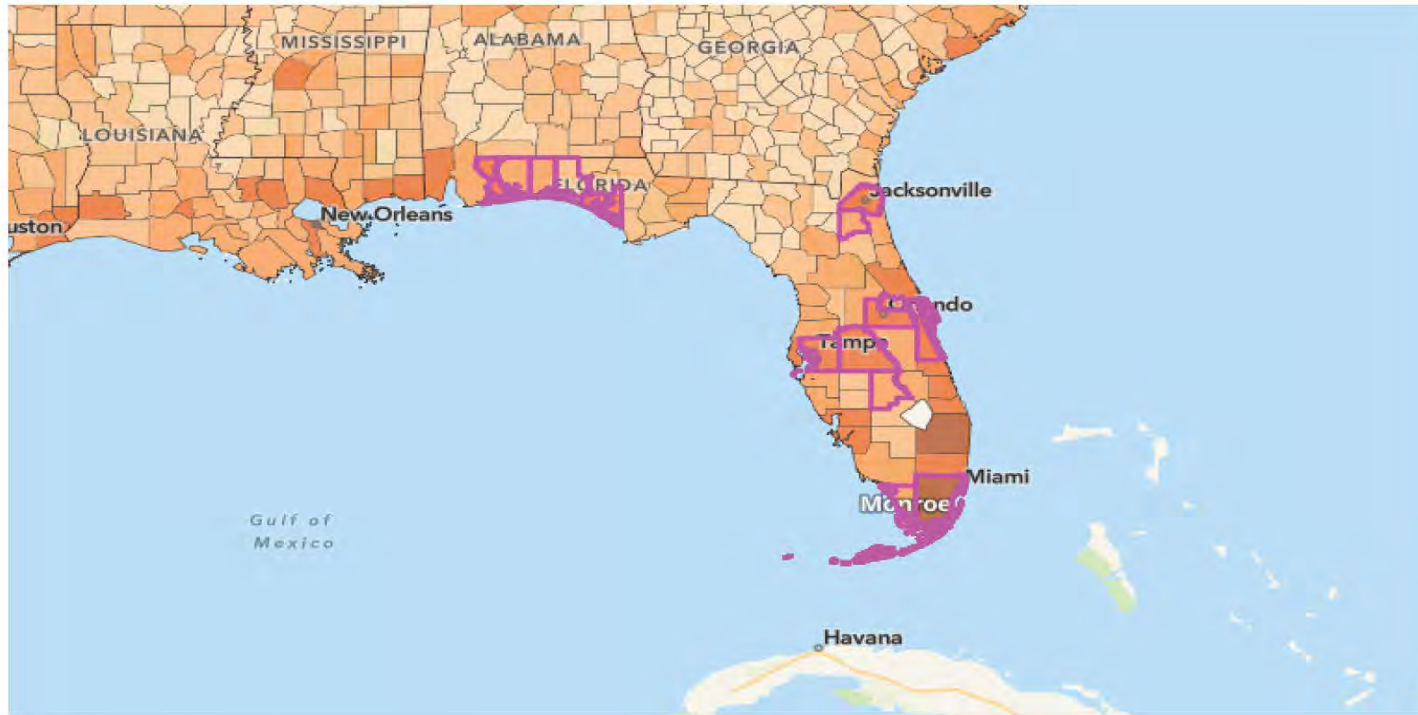 MISSISSIPPI
ALABAMA
GEORGIA
LOUISIANA
FLORIDA
Jacksonville
New Orleans
uston
Orlando
Tampa
Miami
Monroe
Gulf of
Mexico
Havana